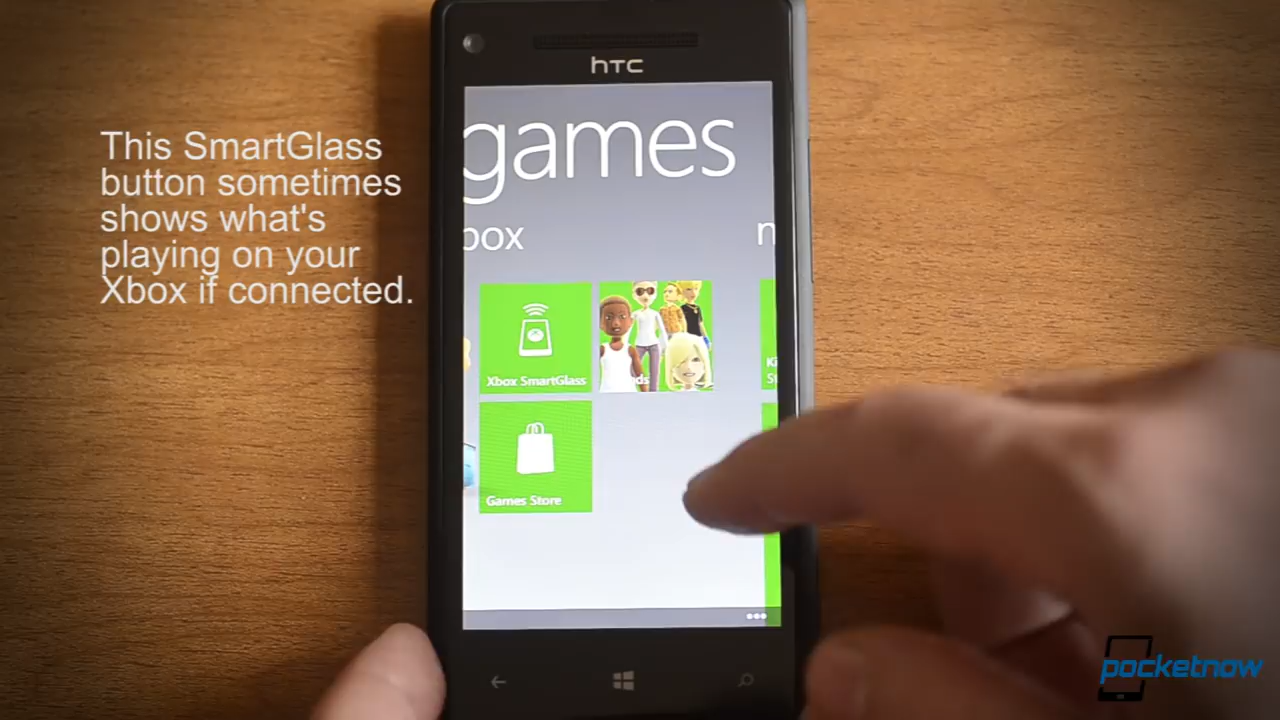 hTC
games
This SmartGlass
button sometimes
shows what's
playing on your
Xbox if connected.
box
Xbox SmartGlass
Games Store
pocketnow